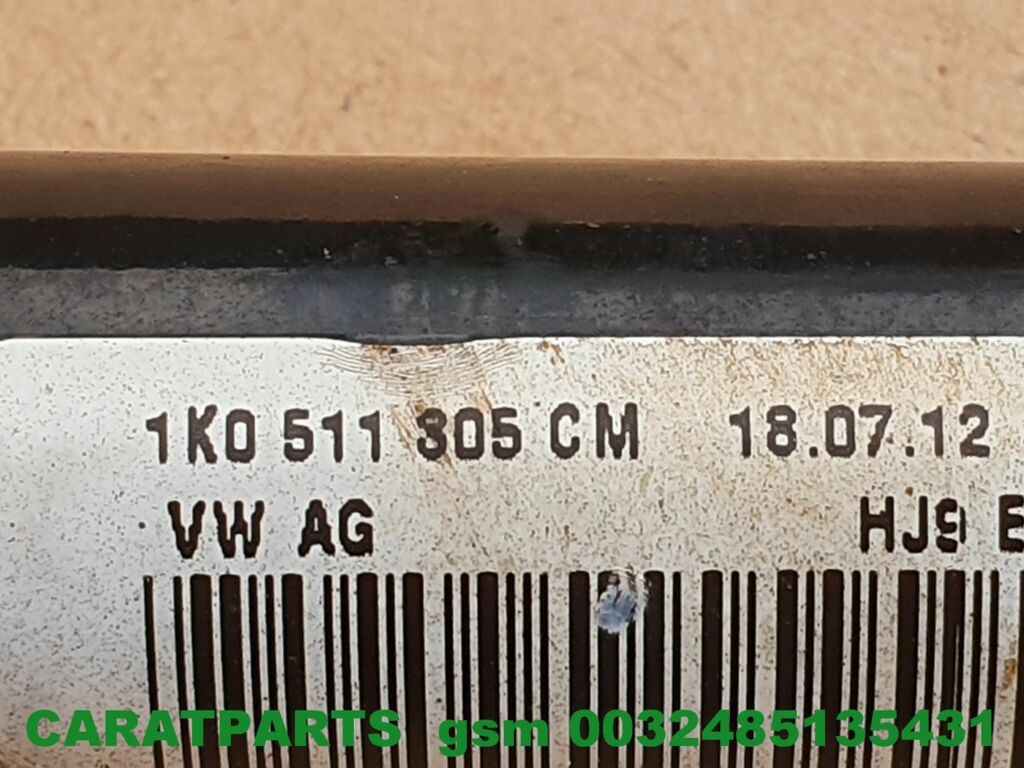 1K0 511 305 CM 18.07.12
VW AG HJ9 E
CARATPARTS gsm 0032485135431